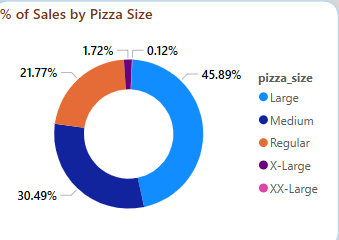 % of Sales by Pizza Size
1.72%
0.12%
21.77%
45.89%
30.49%
pizza_size
Large
Medium
Regular
X-Large
XX-Large